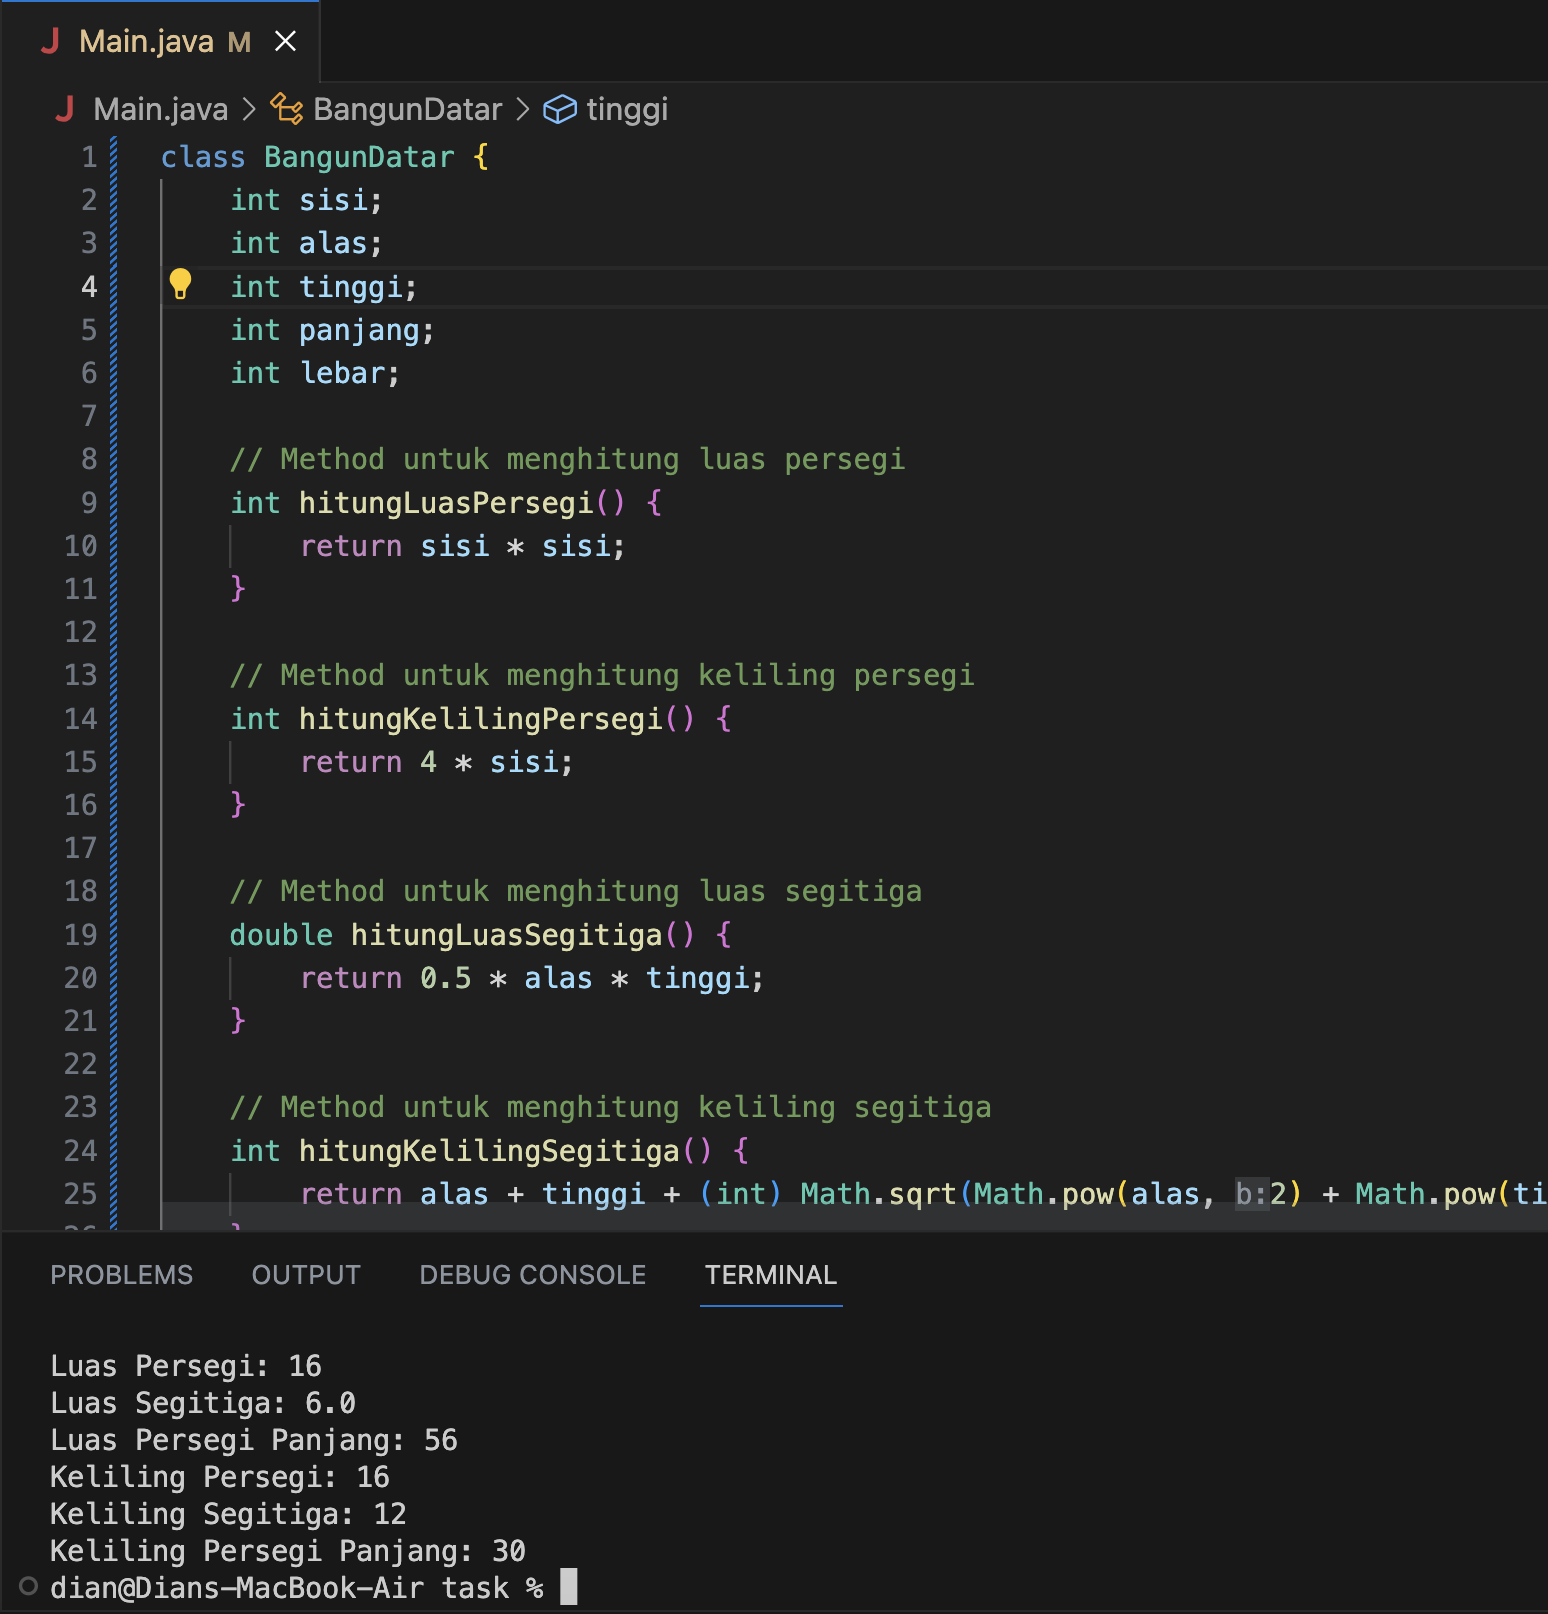 J Main.java M ×
J Main.java > BangunDatar > tinggi
1 class BangunDatar {
2     int sisi;
3     int alas;
4     int tinggi;
5     int panjang;
6     int lebar;
7
8     // Method untuk menghitung luas persegi
9     int hitungLuasPersegi() {
10         return sisi * sisi;
11     }
12
13     // Method untuk menghitung keliling persegi
14     int hitungKelilingPersegi() {
15         return 4 * sisi;
16     }
17
18     // Method untuk menghitung luas segitiga
19     double hitungLuasSegitiga() {
20         return 0.5 * alas * tinggi;
21     }
22
23     // Method untuk menghitung keliling segitiga
24     int hitungKelilingSegitiga() {
25         return alas + tinggi + (int) Math.sqrt(Math.pow(alas, b:2) + Math.pow(ti
26     }
PROBLEMS OUTPUT DEBUG CONSOLE TERMINAL
Luas Persegi: 16
Luas Segitiga: 6.0
Luas Persegi Panjang: 56
Keliling Persegi: 16
Keliling Segitiga: 12
Keliling Persegi Panjang: 30
dian@Dians-MacBook-Air task %